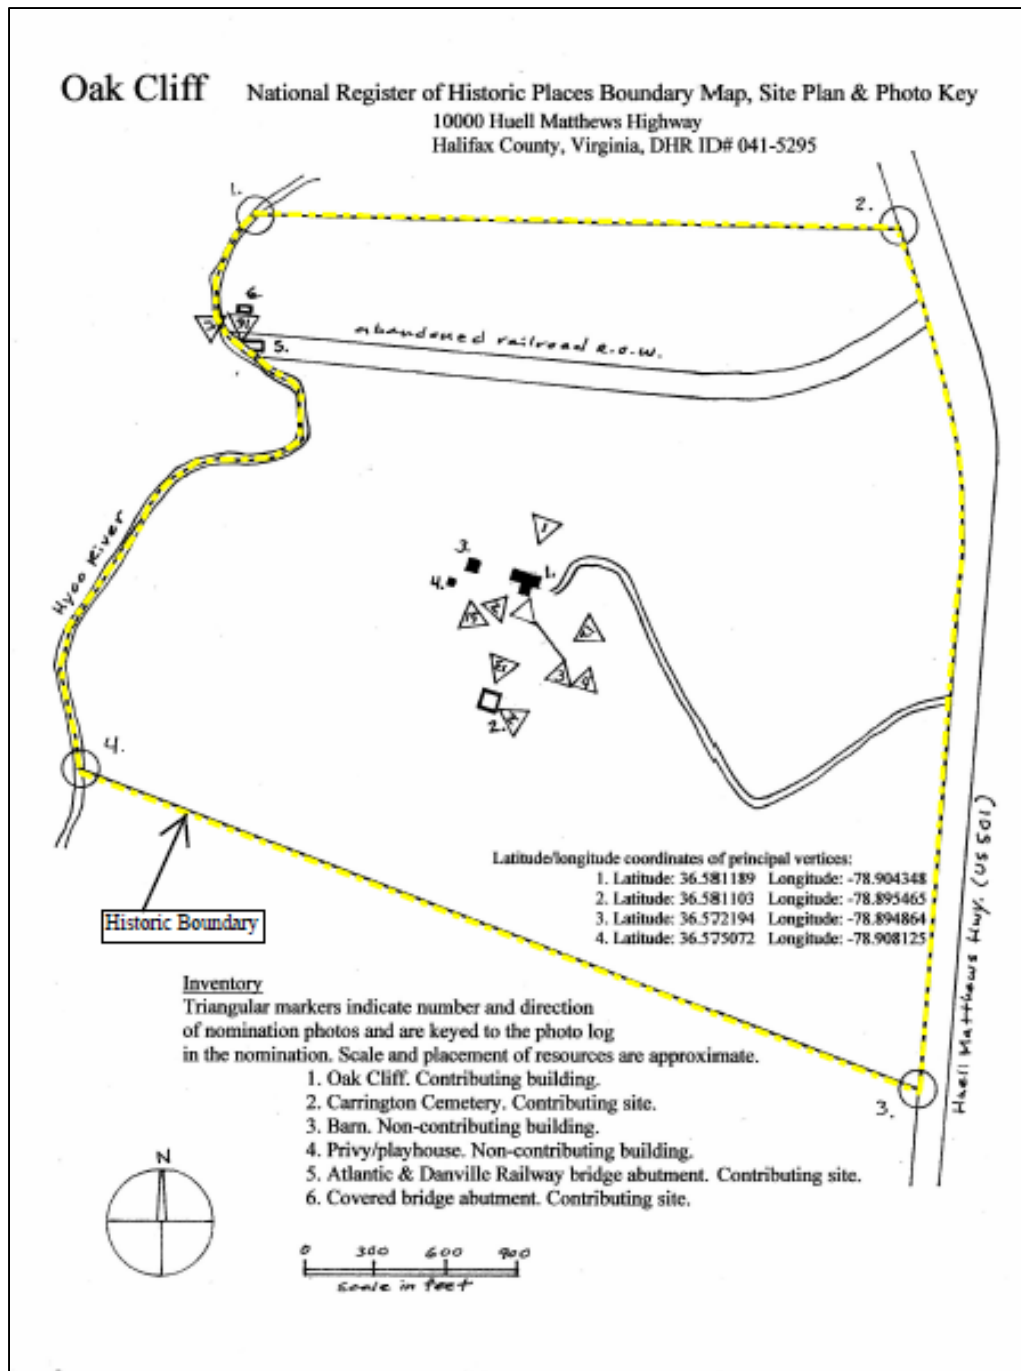 Oak Cliff National Register of Historic Places Boundary Map, Site Plan & Photo Key
10000 Huell Matthews Highway
Halifax County, Virginia, DHR ID# 041-5295
1.
2.
6.
5.
abandoned railroad R.O.W.
Hyco River
1
3.
4.
1.
3
2.
4.
Historic Boundary
Latitude/longitude coordinates of principal vertices:
1. Latitude: 36.581189 Longitude: -78.904348
2. Latitude: 36.581103 Longitude: -78.895465
3. Latitude: 36.572194 Longitude: -78.894864
4. Latitude: 36.575072 Longitude: -78.908125
Huell Matthews Hwy. (US 501)
Inventory
Triangular markers indicate number and direction
of nomination photos and are keyed to the photo log
in the nomination. Scale and placement of resources are approximate.
1. Oak Cliff. Contributing building.
2. Carrington Cemetery. Contributing site.
3. Barn. Non-contributing building.
4. Privy/playhouse. Non-contributing building.
5. Atlantic & Danville Railway bridge abutment. Contributing site.
6. Covered bridge abutment. Contributing site.
3.
N
0 300 600 900
Scale in feet